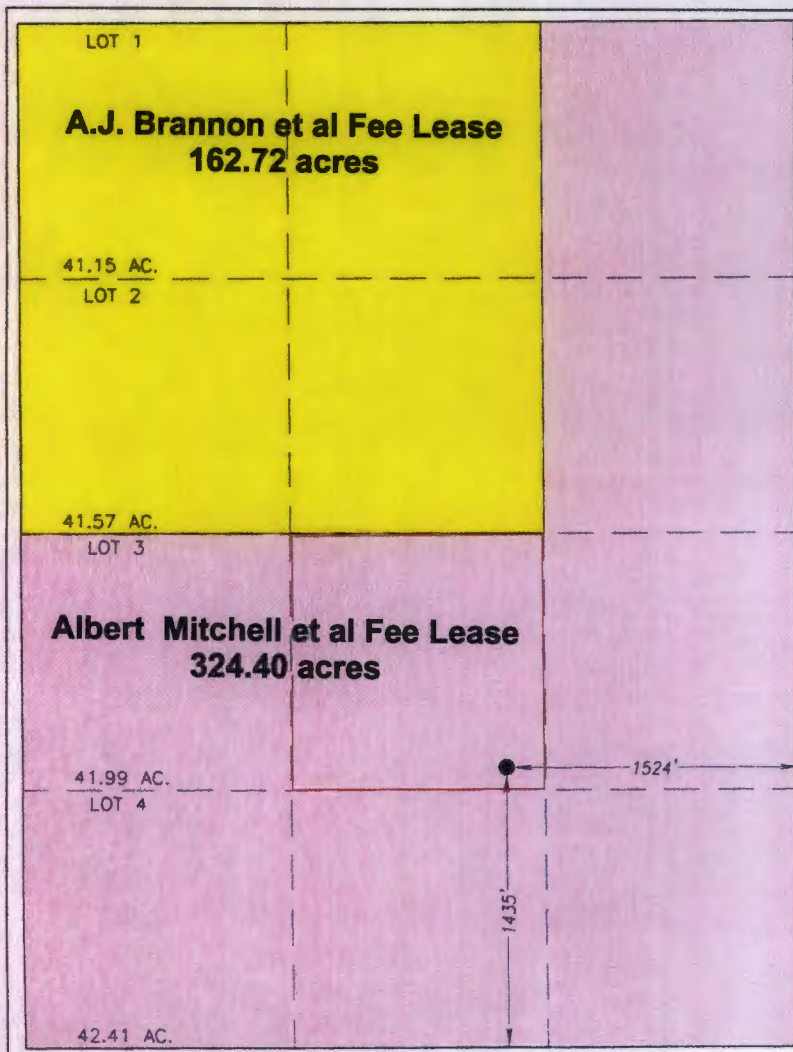 LOT 1
A.J. Brannon et al Fee Lease
162.72 acres
41.15 AC.
LOT 2
41.57 AC.
LOT 3
Albert Mitchell et al Fee Lease
324.40 acres
1524'
41.99 AC.
LOT 4
1435'
42.41 AC.